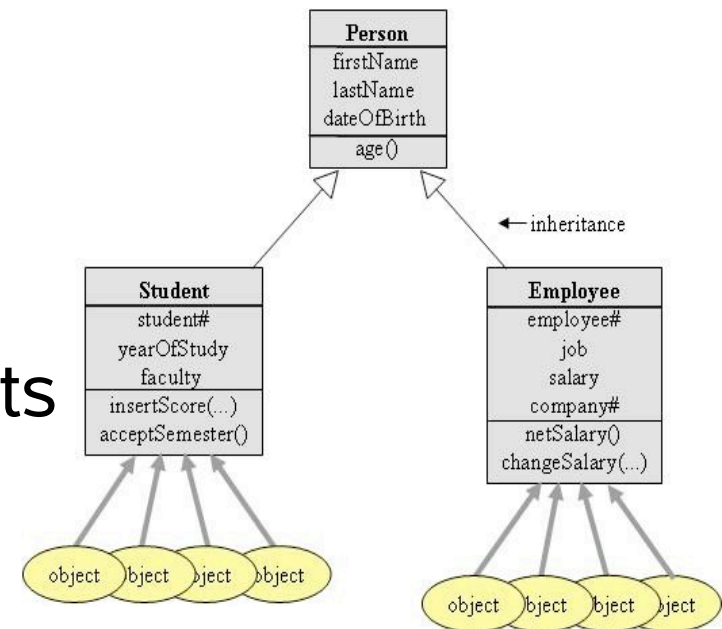 Person
firstName
lastName
dateOfBirth
age()
inheritance
Student
student#
yearOfStudy
faculty
insertScore(...)
acceptSemester()
Employee
employee#
job
salary
company#
netSalary()
changeSalary(...)
ts
object bject bject bject
object bject bject bject